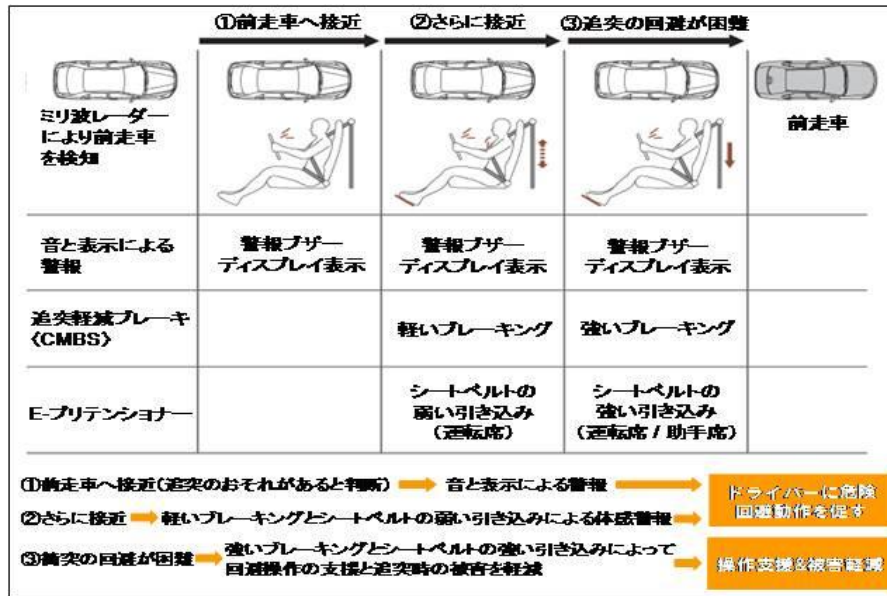 ①前走車へ接近
②さらに接近
③追突の回避が困難
ミリ波レーダー
により前走車
を検知
前走車
音と表示による
警報
警報ブザー
ディスプレイ表示
警報ブザー
ディスプレイ表示
警報ブザー
ディスプレイ表示
追突軽減ブレーキ
〈CMBS〉
軽いブレーキング
強いブレーキング
E-プリテンショナー
シートベルトの
弱い引き込み
(運転席)
シートベルトの
強い引き込み
(運転席 / 助手席)
①前走車へ接近(追突のおそれがあると判断)
音と表示による警報
ドライバーに危険
回避動作を促す
②さらに接近
軽いブレーキングとシートベルトの弱い引き込みによる体感警報
③衝突の回避が困難
強いブレーキングとシートベルトの強い引き込みによって
回避操作の支援と追突時の被害を軽減
操作支援&被害軽減